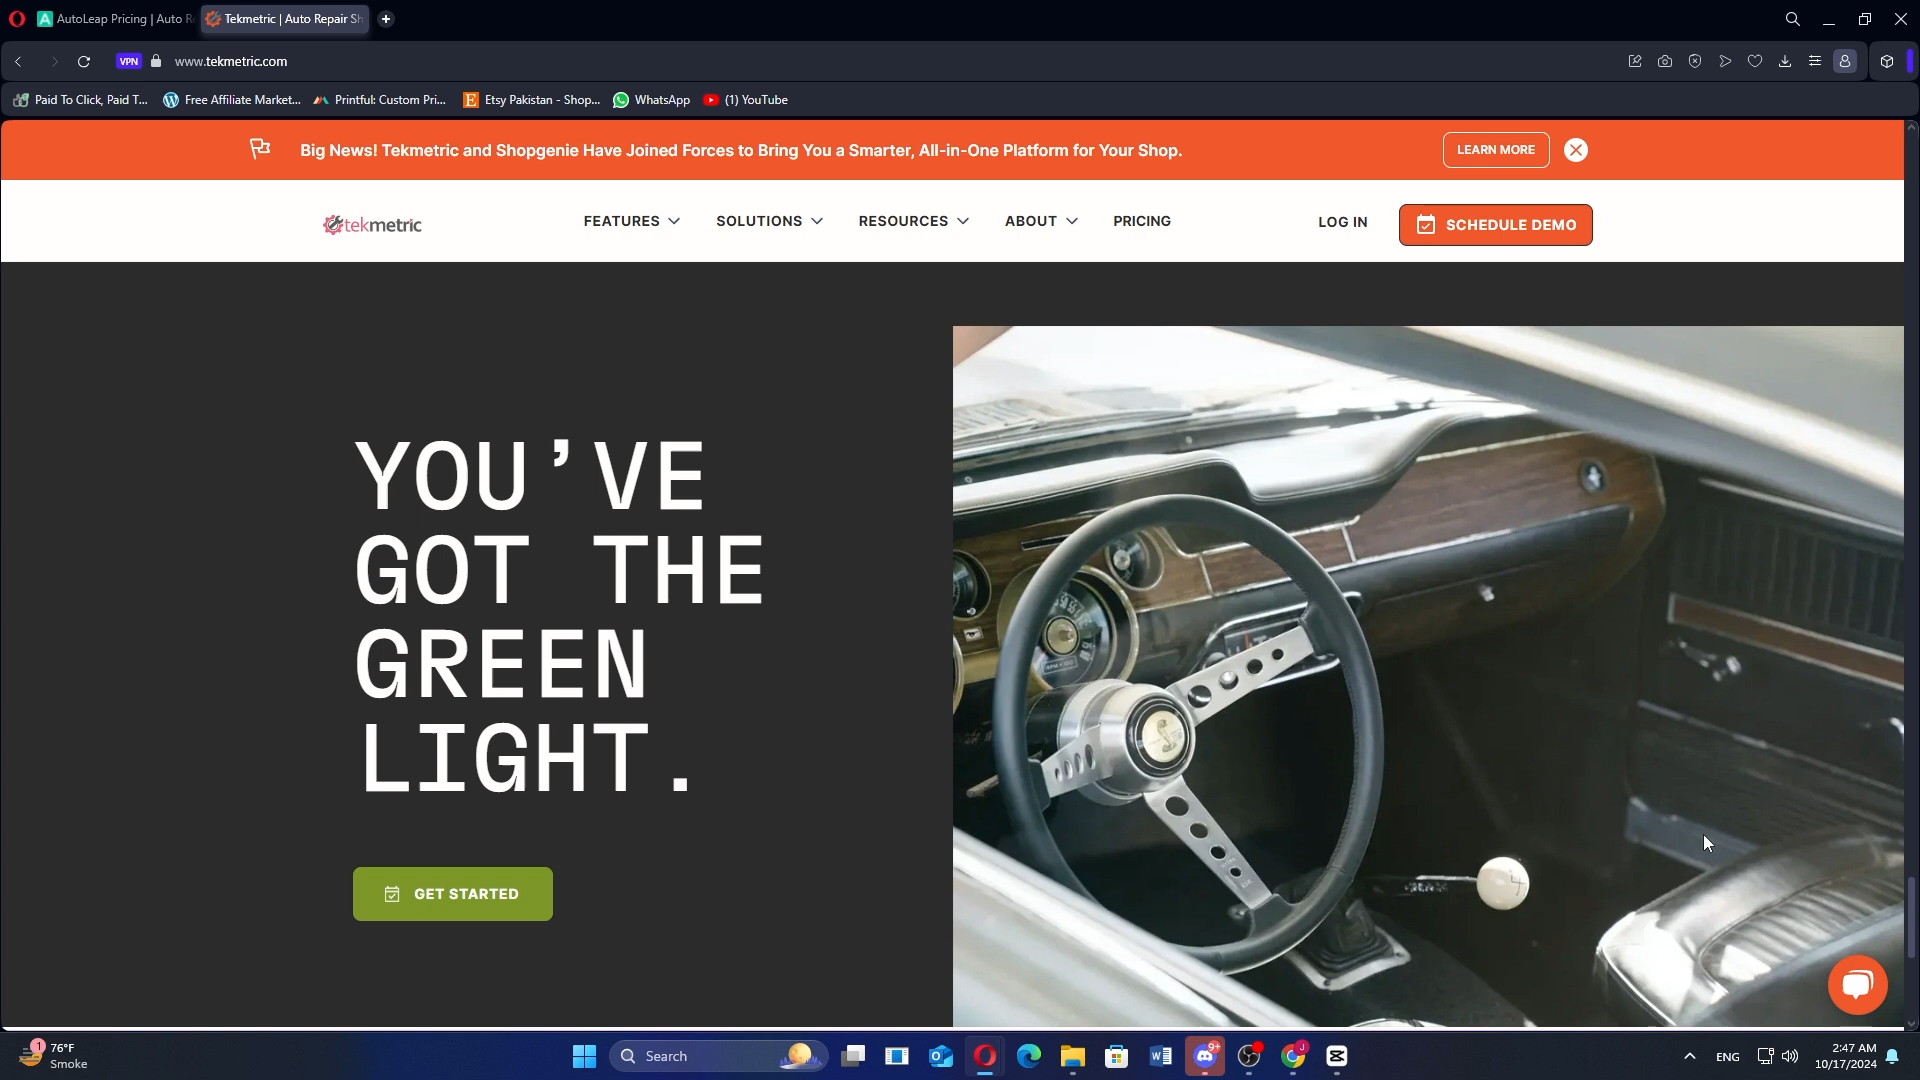 AutoLeap Pricing | Auto R
Tekmetric | Auto Repair Sh
VPN
www.tekmetric.com
Paid To Click, Paid T...
Free Affiliate Market...
Printful: Custom Pri...
Etsy Pakistan - Shop...
WhatsApp
(1) YouTube
Big News! Tekmetric and Shopgenie Have Joined Forces to Bring You a Smarter, All-in-One Platform for Your Shop.
LEARN MORE
tekmetric
FEATURES
SOLUTIONS
RESOURCES
ABOUT
PRICING
LOG IN
SCHEDULE DEMO
YOU’VE
GOT THE
GREEN
LIGHT.
GET STARTED
1
76°F
Smoke
Search
9+
J
ENG
2:47 AM
10/17/2024